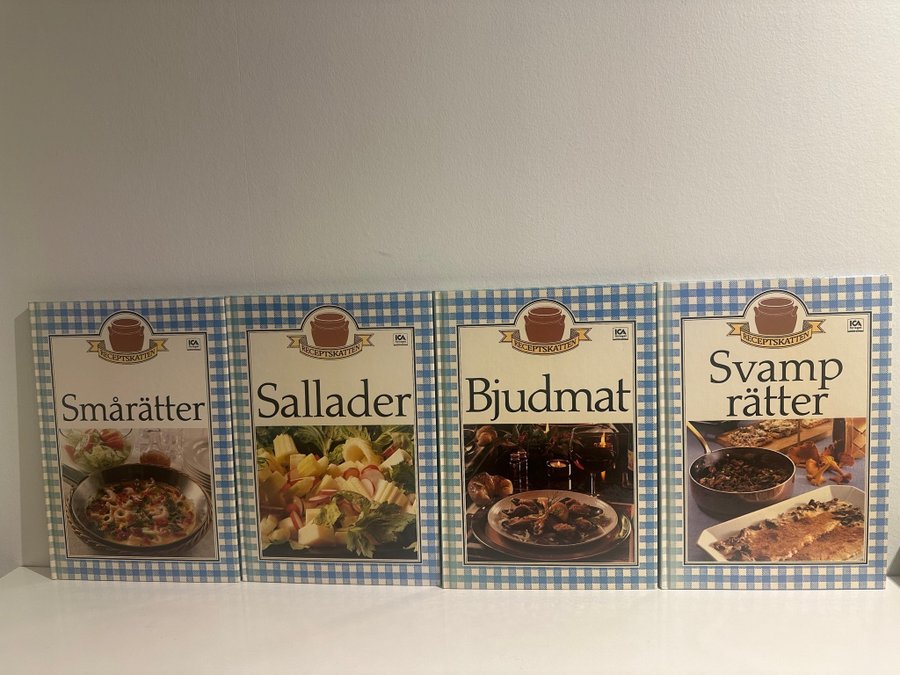 RECEPTSKATTEN
ICA
Smårätter
RECEPTSKATTEN
ICA
Sallader
RECEPTSKATTEN
ICA
Bjudmat
RECEPTSKATTEN
ICA
Svamp
rätter